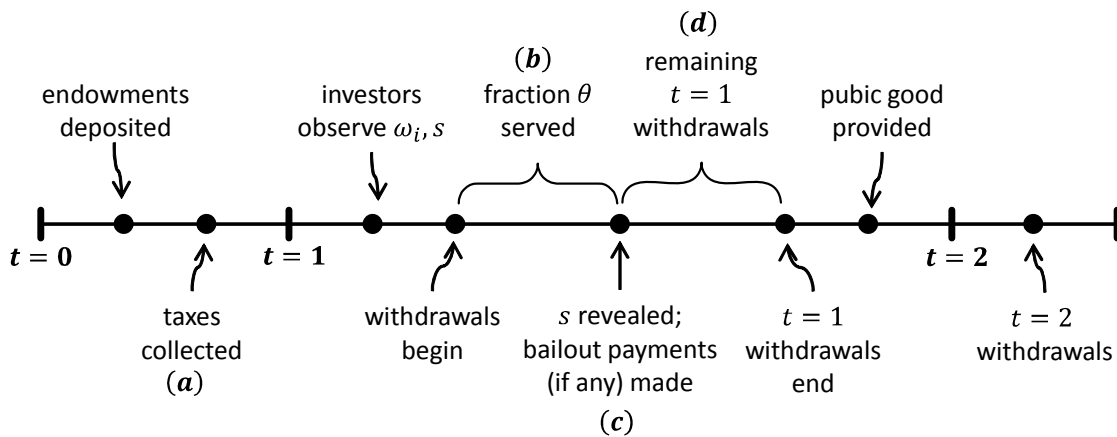 endowments
deposited
investors
observe ω_i, s
(b)
fraction θ
served
(d)
remaining
t = 1
withdrawals
pubic good
provided
t = 0
t = 1
t = 2
taxes
collected
(a)
withdrawals
begin
s revealed;
bailout payments
(if any) made
(c)
t = 1
withdrawals
end
t = 2
withdrawals